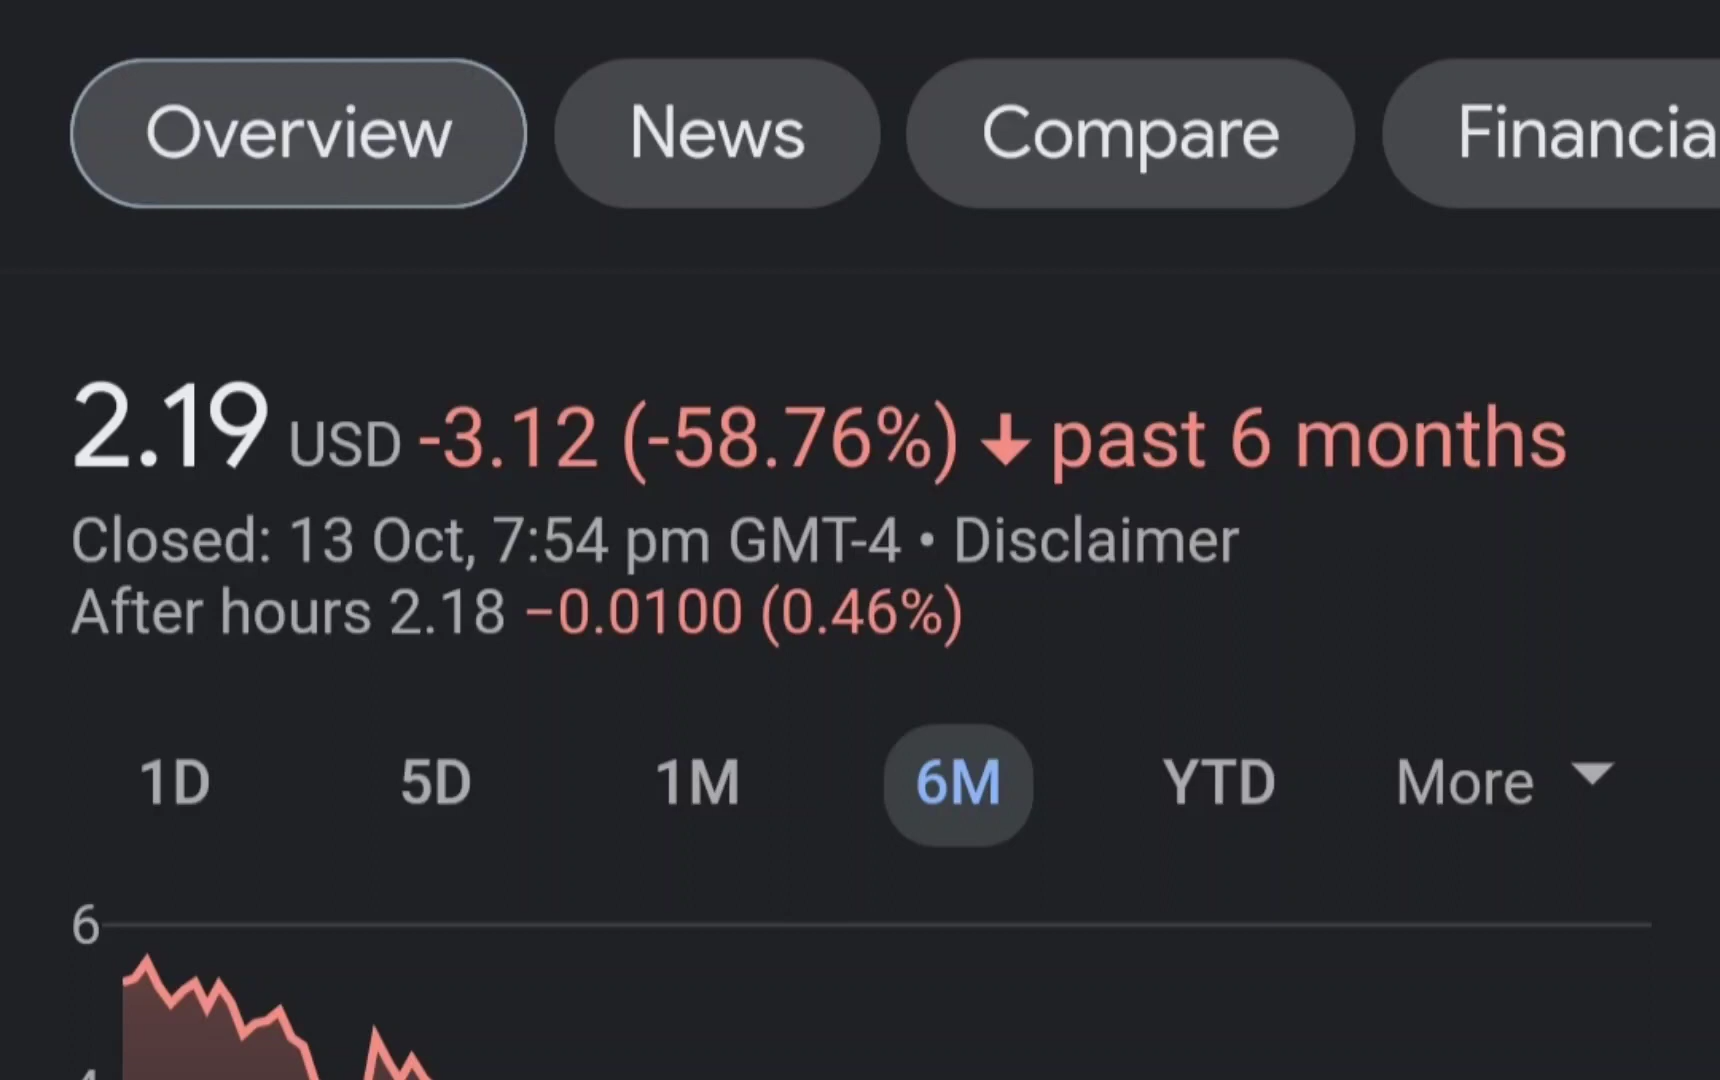 Overview News Compare Financia
2.19 USD -3.12 (-58.76%) ↓ past 6 months
Closed: 13 Oct, 7:54 pm GMT-4 • Disclaimer
After hours 2.18 −0.0100 (0.46%)
1D 5D 1M 6M YTD More
6
4